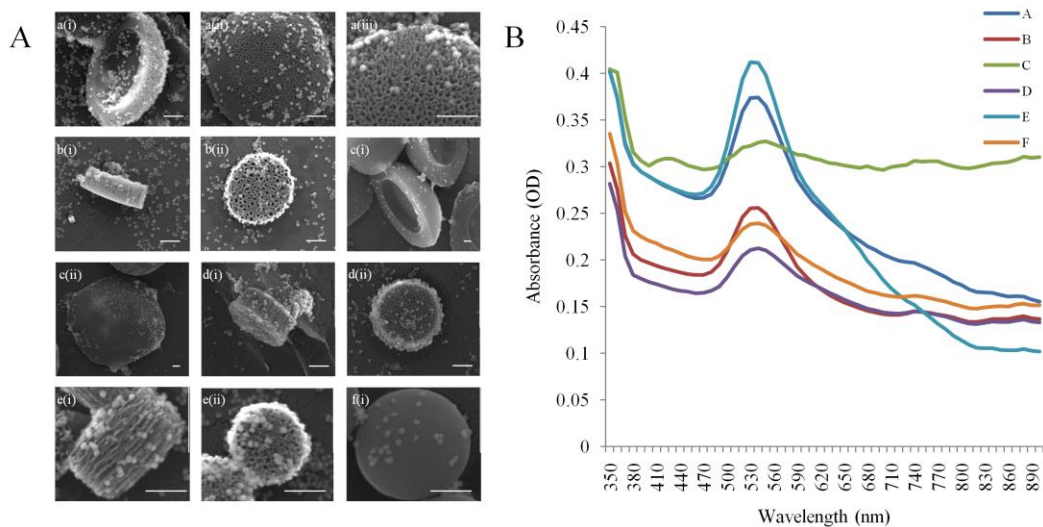 A
a(i)
a(ii)
a(iii)
b(i)
b(ii)
c(i)
c(ii)
d(i)
d(ii)
e(i)
e(ii)
f(i)
B
A
B
C
D
E
F
Absorbance (OD)
0.45
0.4
0.35
0.3
0.25
0.2
0.15
0.1
0.05
0
350
380
410
440
470
500
530
560
590
620
650
680
710
740
770
800
830
860
890
Wavelength (nm)